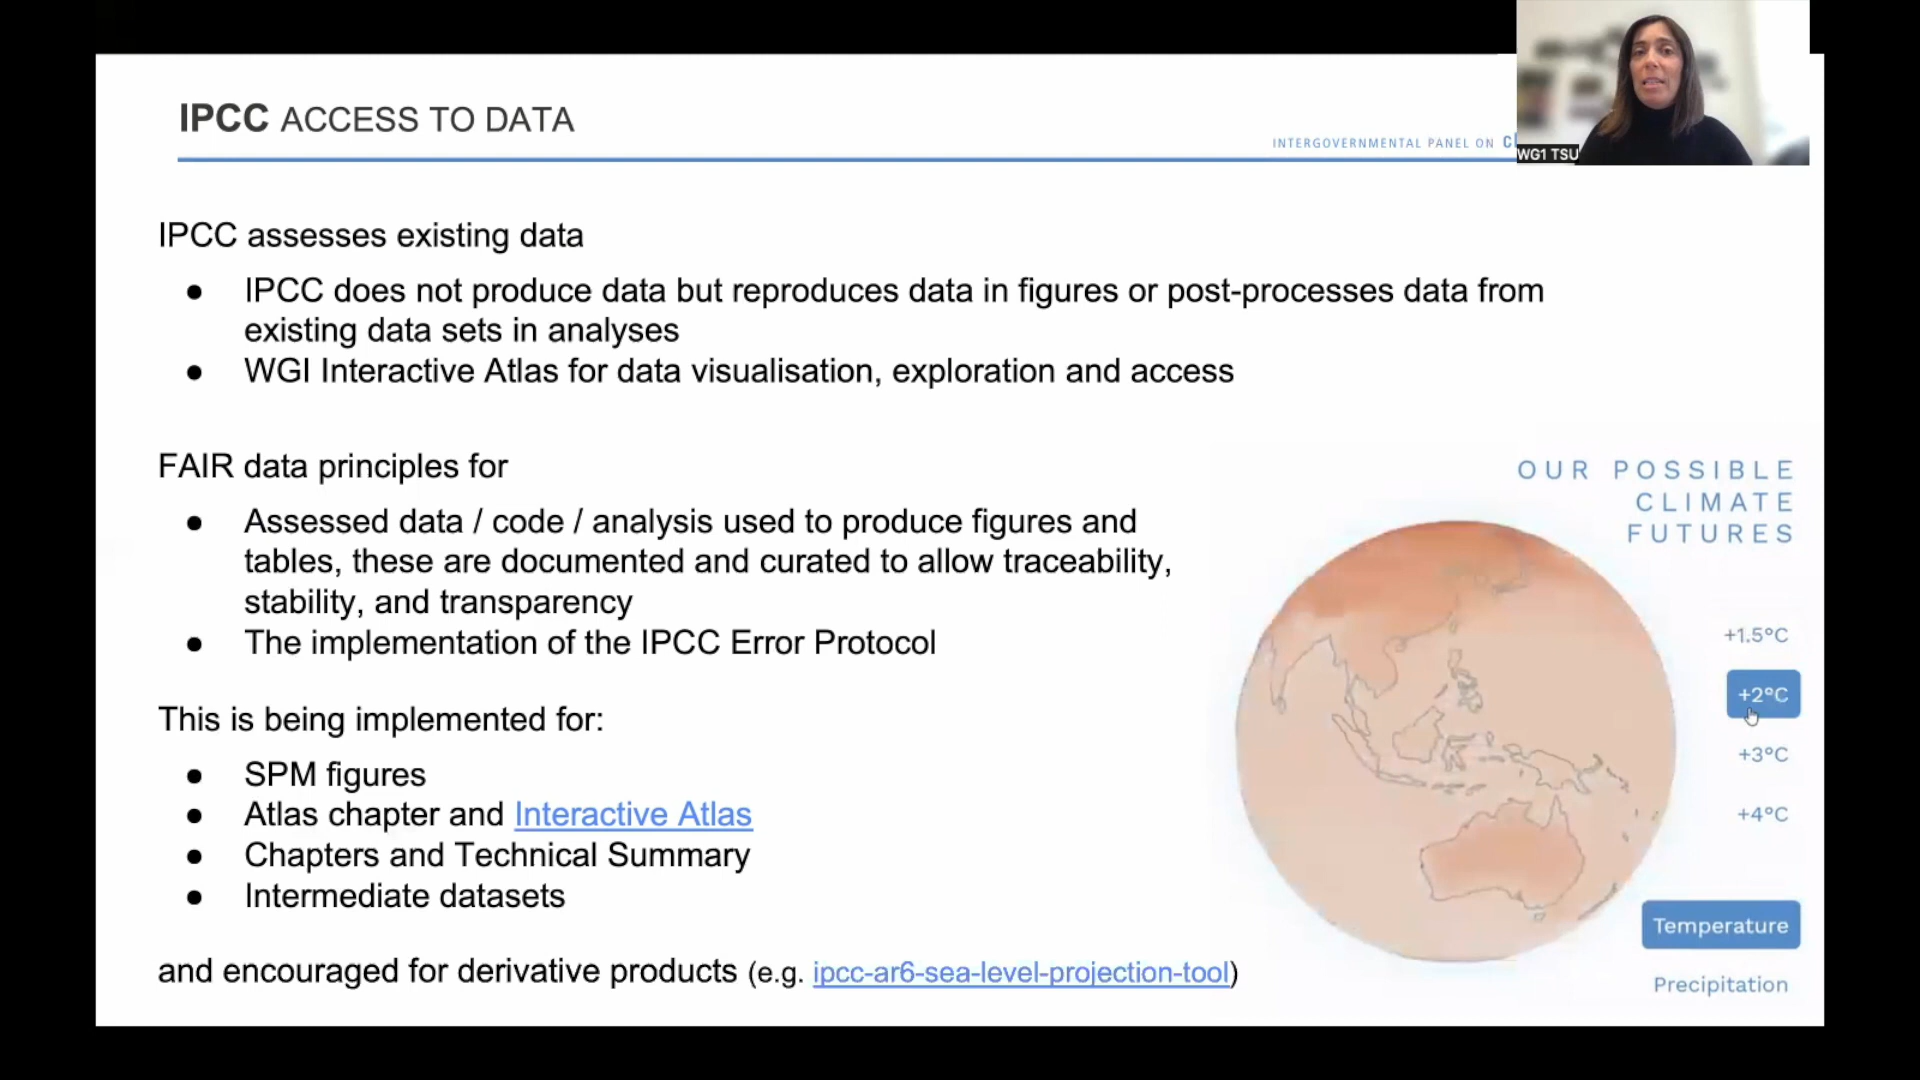 IPCC ACCESS TO DATA
INTERGOVERNMENTAL PANEL ON
WG1 TSU
IPCC assesses existing data
● IPCC does not produce data but reproduces data in figures or post-processes data from
existing data sets in analyses
● WGI Interactive Atlas for data visualisation, exploration and access
FAIR data principles for
● Assessed data / code / analysis used to produce figures and
tables, these are documented and curated to allow traceability,
stability, and transparency
● The implementation of the IPCC Error Protocol
This is being implemented for:
● SPM figures
● Atlas chapter and Interactive Atlas
● Chapters and Technical Summary
● Intermediate datasets
and encouraged for derivative products (e.g. ipcc-ar6-sea-level-projection-tool)
OUR POSSIBLE
CLIMATE
FUTURES
+1.5°C
+2°C
+3°C
+4°C
Temperature
Precipitation